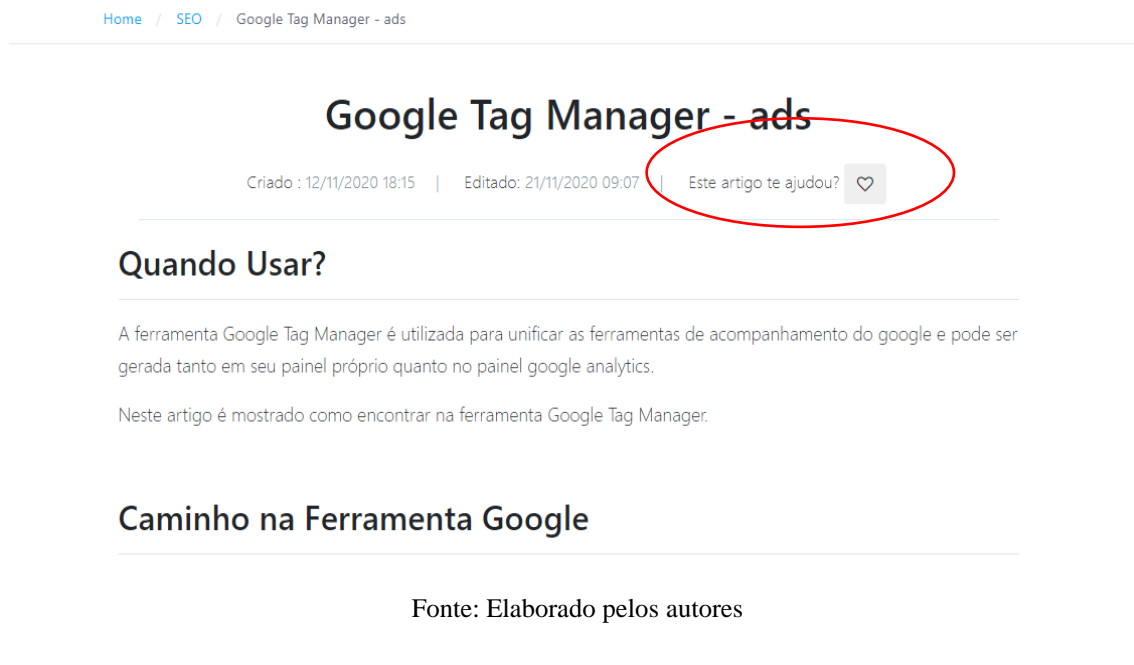 Home / SEO / Google Tag Manager - ads
Google Tag Manager - ads
Criado : 12/11/2020 18:15 | Editado: 21/11/2020 09:07 | Este artigo te ajudou?
Quando Usar?
A ferramenta Google Tag Manager é utilizada para unificar as ferramentas de acompanhamento do google e pode ser
gerada tanto em seu painel próprio quanto no painel google analytics.
Neste artigo é mostrado como encontrar na ferramenta Google Tag Manager.
Caminho na Ferramenta Google
Fonte: Elaborado pelos autores